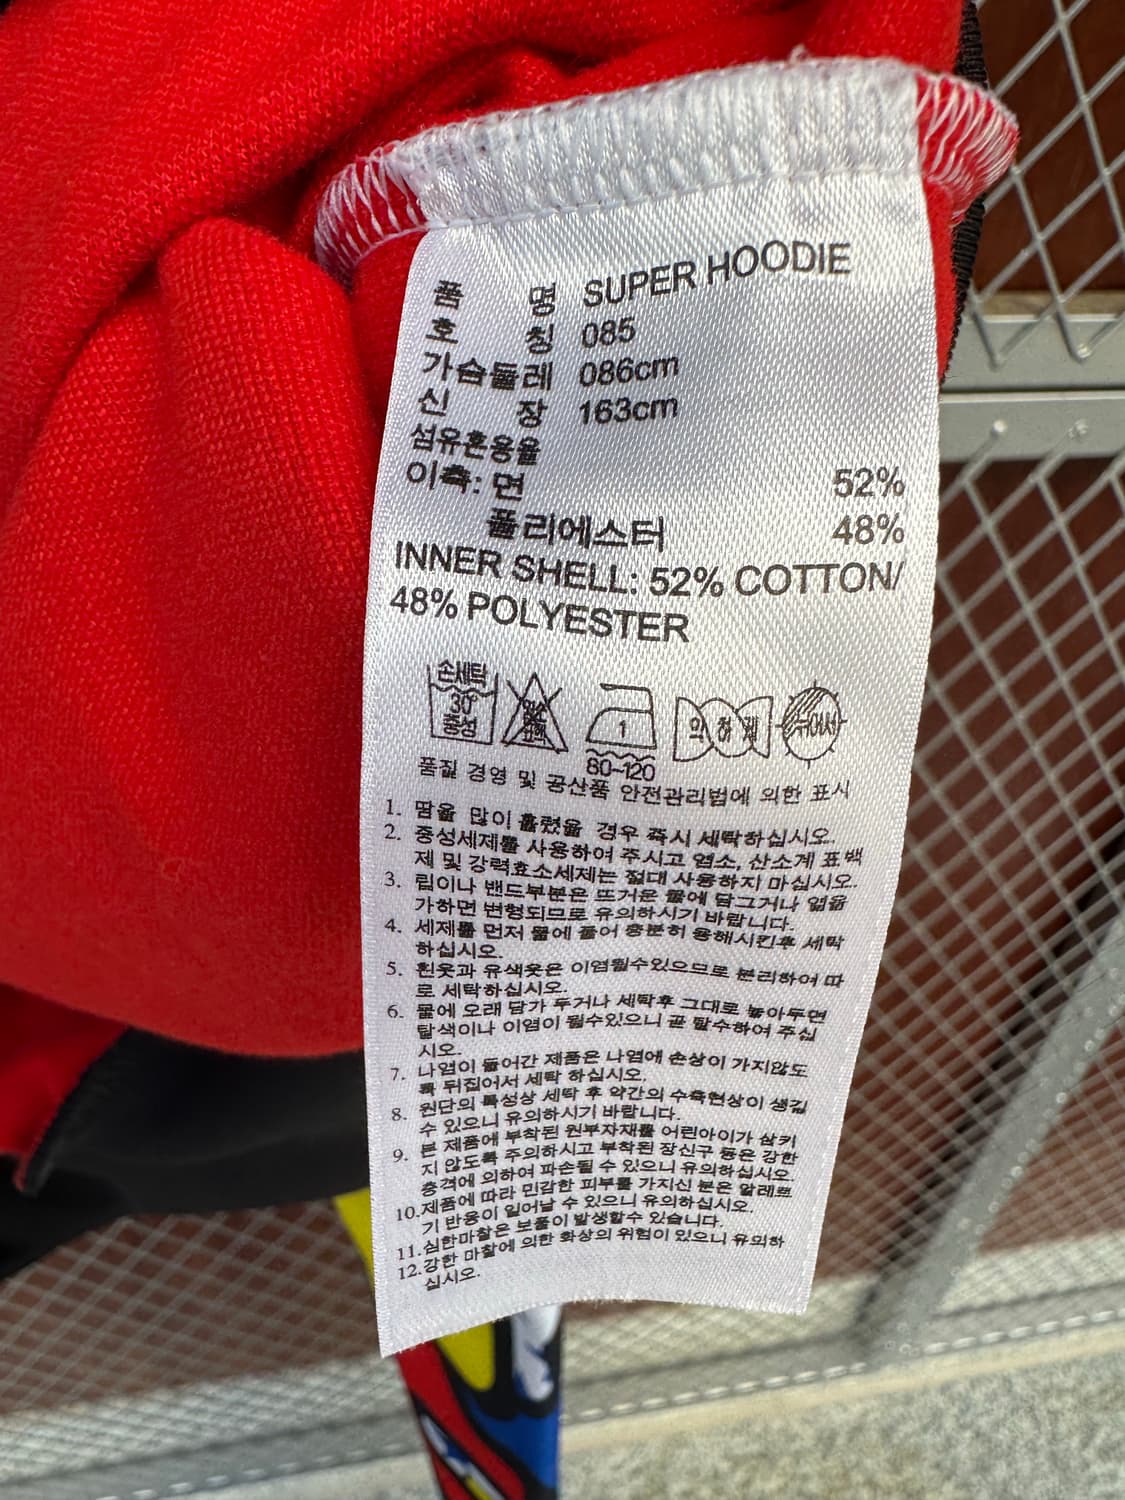 품 명 SUPER HOODIE
호 칭 085
가슴둘레 086cm
신 장 163cm
섬유혼용율
이측: 면 52%
폴리에스터 48%
INNER SHELL: 52% COTTON/
48% POLYESTER
손세탁
30°
중성
1
80~120
품질 경영 및 공산품 안전관리법에 의한 표시
1. 땀을 많이 흘렸을 경우 즉시 세탁하십시오.
2. 중성세제를 사용하여 주시고 염소, 산소계 표백
제 및 강력효소세제는 절대 사용하지 마십시오.
3. 립이나 밴드부분은 뜨거운 물에 담그거나 열을
가하면 변형되므로 유의하시기 바랍니다.
4. 세제를 먼저 물에 풀어 충분히 용해시킨후 세탁
하십시오.
5. 흰옷과 유색옷은 이염될수있으므로 분리하여 따
로 세탁하십시오.
6. 물에 오래 담가 두거나 세탁후 그대로 놓아두면
탈색이나 이염이 될수있으니 곧 탈수하여 주십
시오.
7. 나염이 들어간 제품은 나염에 손상이 가지않도
록 뒤집어서 세탁 하십시오.
8. 원단의 특성상 세탁 후 약간의 수축현상이 생길
수 있으니 유의하시기 바랍니다.
9. 본 제품에 부착된 원부자재를 어린아이가 삼키
지 않도록 주의하시고 부착된 장신구 등은 강한
충격에 의하여 파손될 수 있으니 유의하십시오.
10.제품에 따라 민감한 피부를 가지신 분은 알레르
기 반응이 일어날 수 있으니 유의하십시오.
11.심한마찰은 보풀이 발생할수 있습니다.
12.강한 마찰에 의한 화상의 위험이 있으니 유의하
십시오.